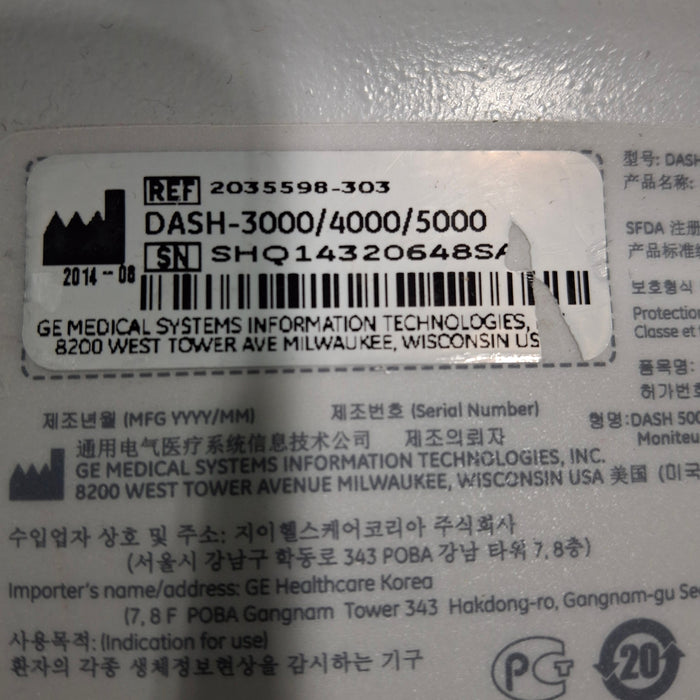 REF 2035598-303
DASH-3000/4000/5000
SN SHQ14320648SA
2014-08
GE MEDICAL SYSTEMS INFORMATION TECHNOLOGIES,
8200 WEST TOWER AVE MILWAUKEE, WISCONSIN US
型号: DASH
产品名称:
SFDA 注册
产品标准编
보호형식
Protection
Classe et
품목명:
허가번호
형명:DASH 500
Moniteu
제조년월 (MFG YYYY/MM) 제조번호 (Serial Number)
通用电气医疗系统信息技术公司 제조의뢰자
GE MEDICAL SYSTEMS INFORMATION TECHNOLOGIES, INC.
8200 WEST TOWER AVENUE MILWAUKEE, WISCONSIN USA 美国 (미국
수입업자 상호 및 주소: 지이헬스케어코리아 주식회사
(서울시 강남구 학동로 343 POBA 강남 타워 7,8층)
Importer's name/address: GE Healthcare Korea
(7, 8 F POBA Gangnam Tower 343 Hakdong-ro, Gangnam-gu Se
사용목적: (Indication for use)
환자의 각종 생체정보현상을 감시하는 기구
20